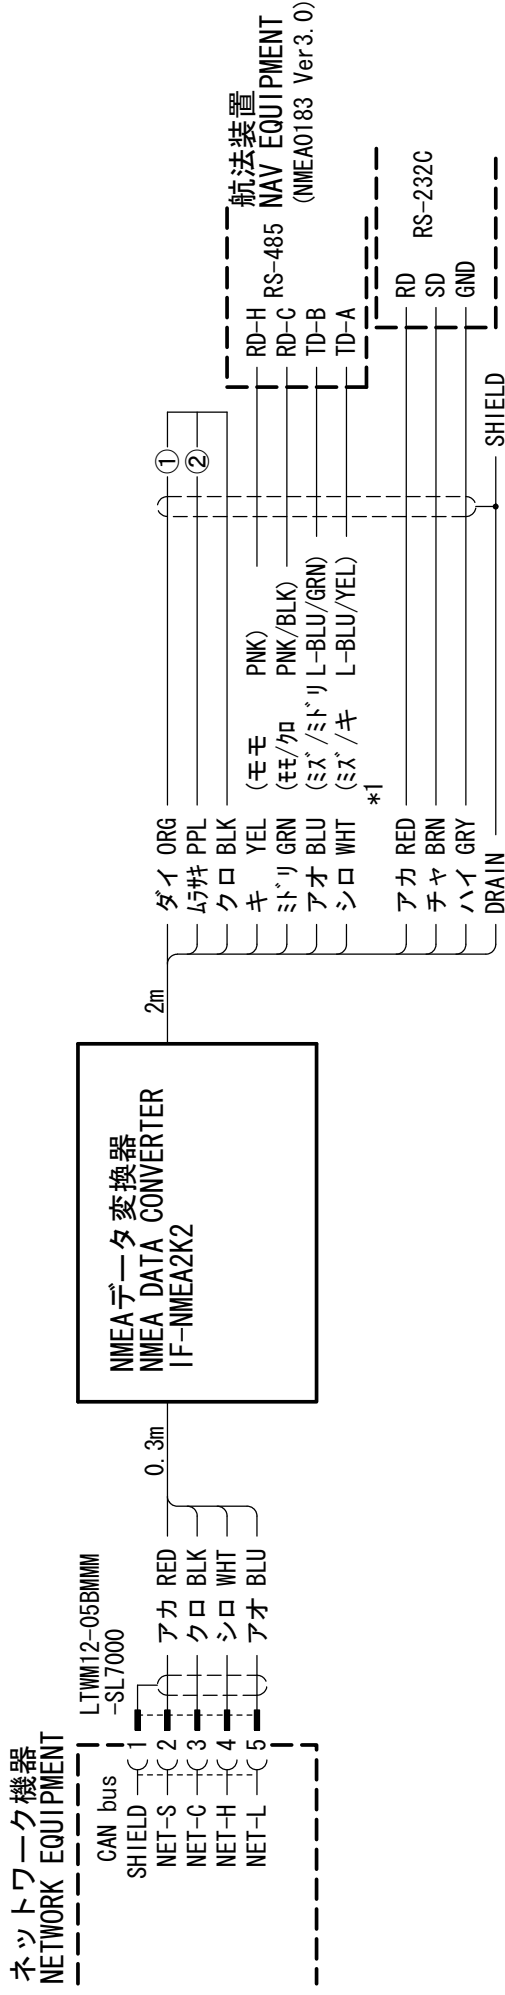 ネットワーク機器
NETWORK EQUIPMENT
CAN bus
SHIELD 1
NET-S 2
NET-C 3
NET-H 4
NET-L 5
LTWM12-05BMMM
-SL7000
アカ RED
クロ BLK
シロ WHT
アオ BLU
0.3m
NMEAデータ変換器
NMEA DATA CONVERTER
IF-NMEA2K2
2m
ダイ ORG
ムラサキ PPL
クロ BLK
キ YEL (モモ PNK)
ミドリ GRN (モモ/クロ PNK/BLK)
アオ BLU (ミズ/ミドリ L-BLU/GRN)
シロ WHT (ミズ/キ L-BLU/YEL)
*1
アカ RED
チャ BRN
ハイ GRY
DRAIN
①
②
SHIELD
航法装置
NAV EQUIPMENT
(NMEA0183 Ver3.0)
RS-485
RD-H
RD-C
TD-B
TD-A
RS-232C
RD
SD
GND